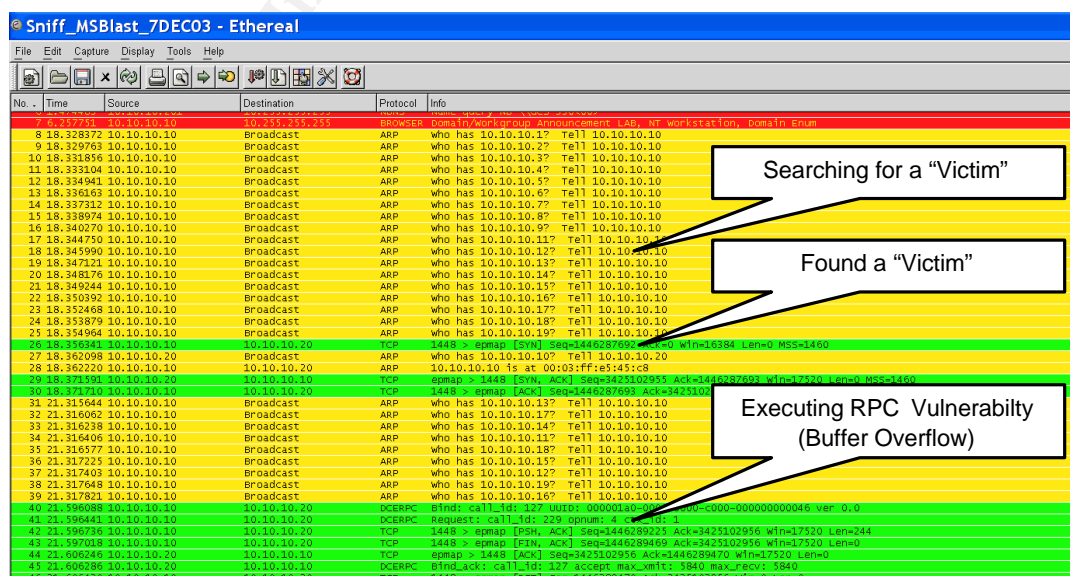 Sniff_MSBlast_7DEC03 - Ethereal
File Edit Capture Display Tools Help
No. . Time Source Destination Protocol Info
7 6.257751 10.10.10.10 10.255.255.255 BROWSER Domain/Workgroup Announcement LAB, NT Workstation, Domain Enum
8 18.328372 10.10.10.10 Broadcast ARP who has 10.10.10.1? Tell 10.10.10.10
9 18.329763 10.10.10.10 Broadcast ARP who has 10.10.10.2? Tell 10.10.10.10
10 18.331856 10.10.10.10 Broadcast ARP who has 10.10.10.3? Tell 10.10.10.10
11 18.333104 10.10.10.10 Broadcast ARP who has 10.10.10.4? Tell 10.10.10.10
12 18.334941 10.10.10.10 Broadcast ARP who has 10.10.10.5? Tell 10.10.10.10
13 18.336163 10.10.10.10 Broadcast ARP who has 10.10.10.6? Tell 10.10.10.10
14 18.337312 10.10.10.10 Broadcast ARP who has 10.10.10.7? Tell 10.10.10.10
15 18.338974 10.10.10.10 Broadcast ARP who has 10.10.10.8? Tell 10.10.10.10
16 18.340270 10.10.10.10 Broadcast ARP who has 10.10.10.9? Tell 10.10.10.10
17 18.344750 10.10.10.10 Broadcast ARP who has 10.10.10.11? Tell 10.10.10.10
18 18.345990 10.10.10.10 Broadcast ARP who has 10.10.10.12? Tell 10.10.10.10
19 18.347121 10.10.10.10 Broadcast ARP who has 10.10.10.13? Tell 10.10.10.10
20 18.348176 10.10.10.10 Broadcast ARP who has 10.10.10.14? Tell 10.10.10.10
21 18.349244 10.10.10.10 Broadcast ARP who has 10.10.10.15? Tell 10.10.10.10
22 18.350392 10.10.10.10 Broadcast ARP who has 10.10.10.16? Tell 10.10.10.10
23 18.352468 10.10.10.10 Broadcast ARP who has 10.10.10.17? Tell 10.10.10.10
24 18.353879 10.10.10.10 Broadcast ARP who has 10.10.10.18? Tell 10.10.10.10
25 18.354964 10.10.10.10 Broadcast ARP who has 10.10.10.19? Tell 10.10.10.10
26 18.356341 10.10.10.10 10.10.10.20 TCP 1448 > epmap [SYN] Seq=1446287692 Ack=0 Win=16384 Len=0 MSS=1460
27 18.362098 10.10.10.20 Broadcast ARP who has 10.10.10.10? Tell 10.10.10.20
28 18.362220 10.10.10.10 10.10.10.20 ARP 10.10.10.10 is at 00:03:ff:e5:45:c8
29 18.371591 10.10.10.20 10.10.10.10 TCP epmap > 1448 [SYN, ACK] Seq=3425102955 Ack=1446287693 Win=17520 Len=0 MSS=1460
30 18.371710 10.10.10.10 10.10.10.20 TCP 1448 > epmap [ACK] Seq=1446287693 Ack=34251029
31 21.315644 10.10.10.10 Broadcast ARP who has 10.10.10.13? Tell 10.10.10.10
32 21.316062 10.10.10.10 Broadcast ARP who has 10.10.10.17? Tell 10.10.10.10
33 21.316238 10.10.10.10 Broadcast ARP who has 10.10.10.14? Tell 10.10.10.10
34 21.316406 10.10.10.10 Broadcast ARP who has 10.10.10.11? Tell 10.10.10.10
35 21.316577 10.10.10.10 Broadcast ARP who has 10.10.10.18? Tell 10.10.10.10
36 21.317225 10.10.10.10 Broadcast ARP who has 10.10.10.15? Tell 10.10.10.10
37 21.317403 10.10.10.10 Broadcast ARP who has 10.10.10.12? Tell 10.10.10.10
38 21.317648 10.10.10.10 Broadcast ARP who has 10.10.10.19? Tell 10.10.10.10
39 21.317821 10.10.10.10 Broadcast ARP who has 10.10.10.16? Tell 10.10.10.10
40 21.596088 10.10.10.10 10.10.10.20 DCERPC Bind: call_id: 127 UUID: ver 0.0
41 21.596441 10.10.10.10 10.10.10.20 DCERPC Request: call_id: 229 opnum: 4 1
42 21.596736 10.10.10.10 10.10.10.20 TCP 1448 > epmap [PSH, ACK] Seq=1446289225 Ack=3425102956 Win=17520 Len=244
43 21.597018 10.10.10.10 10.10.10.20 TCP 1448 > epmap [FIN, ACK] Seq=1446289469 Ack=3425102956 Win=17520 Len=0
44 21.606246 10.10.10.20 10.10.10.10 TCP epmap > 1448 [ACK] Seq=3425102956 Ack=1446289470 Win=17520 Len=0
45 21.606286 10.10.10.20 10.10.10.10 DCERPC Bind_ack: call_id: 127 accept max_xmit: 5840 max_recv: 5840
Searching for a “Victim”
Found a “Victim”
Executing RPC Vulnerabilty
(Buffer Overflow)